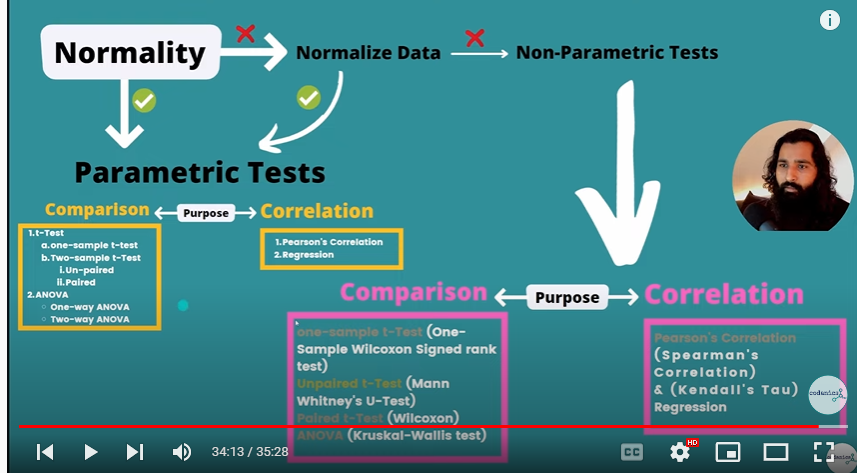 Normality
Normalize Data
Non-Parametric Tests
Parametric Tests
Comparison
Purpose
Correlation
1.t-Test
a.one-sample t-test
b.Two-sample t-Test
i.Un-paired
ii.Paired
2.ANOVA
One-way ANOVA
Two-way ANOVA
1.Pearson's Correlation
2.Regression
Comparison
Purpose
Correlation
one-sample t-Test (One-
Sample Wilcoxon Signed rank
test)
Unpaired t-Test (Mann
Whitney's U-Test)
Paired t-Test (Wilcoxon)
ANOVA (Kruskal-Wallis test)
Pearson's Correlation
(Spearman's
Correlation)
& (Kendall's Tau)
Regression
codanics
34:13 / 35:28
CC
HD
codanics